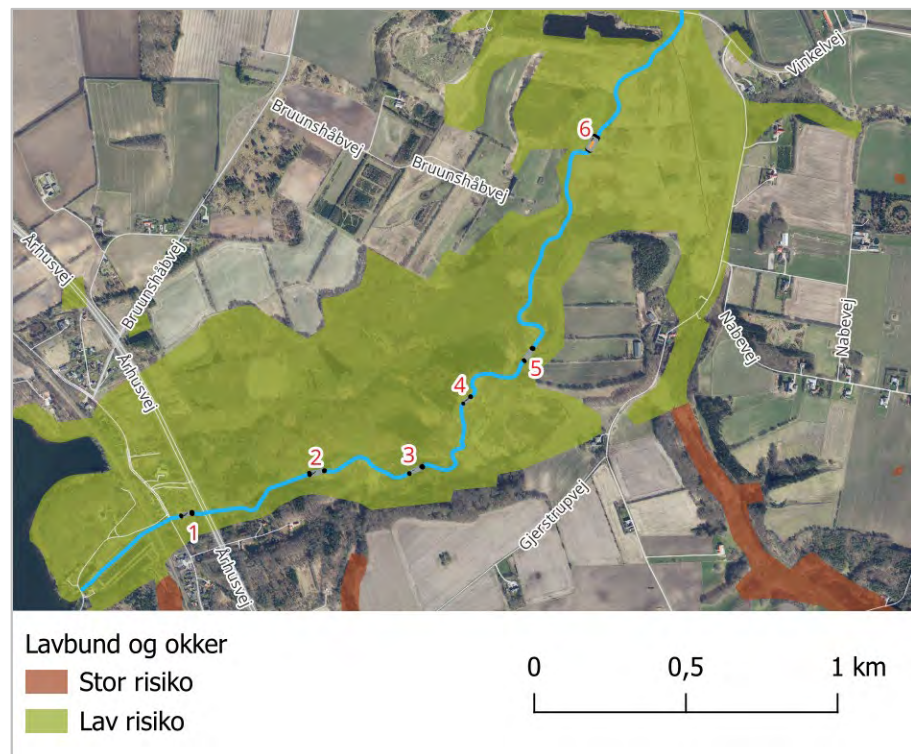 Vinkelvej
6
Bruunshåbvej
Bruunshåbvej
Århusvej
Bruunshåbvej
Nabevej
Nabevej
Århusvej
5
4
3
2
Gjerstrupvej
1
Århusvej
Lavbund og okker
Stor risiko
Lav risiko
0 0,5 1 km